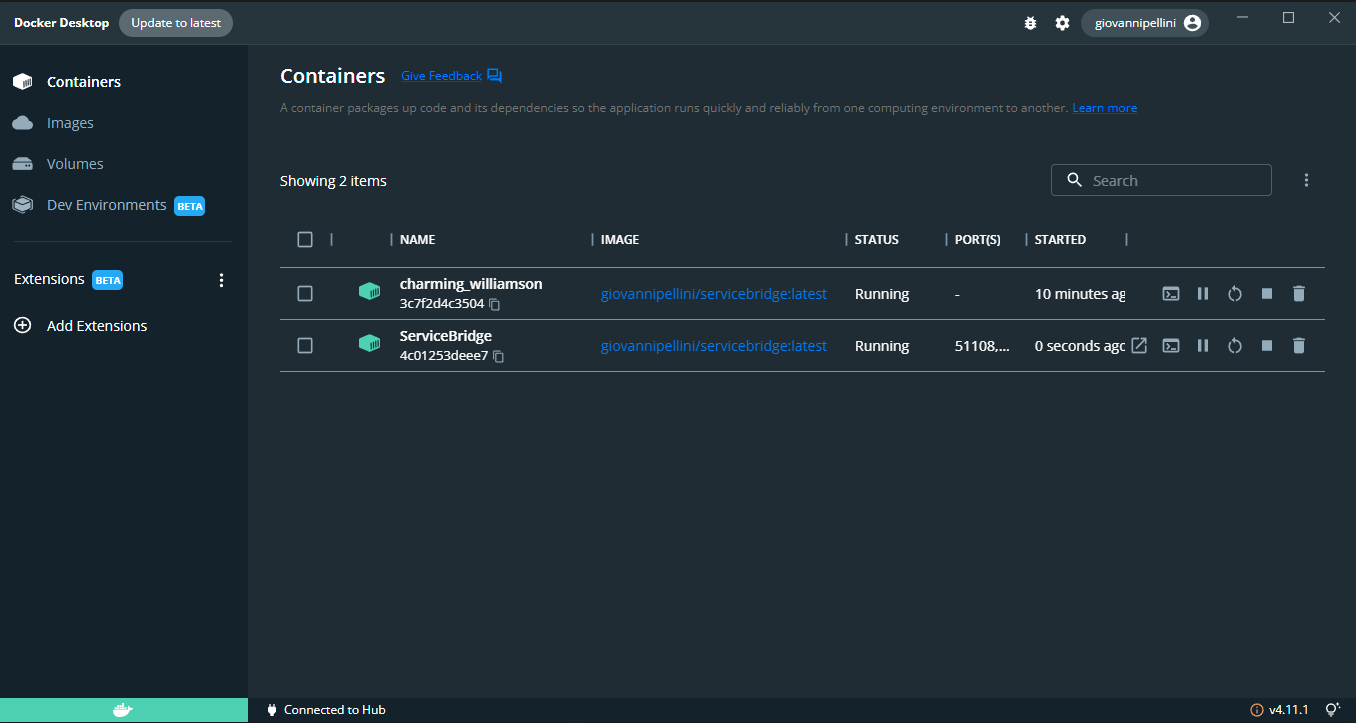 Docker Desktop Update to latest giovannipellini
Containers
Images
Volumes
Dev Environments BETA
Extensions BETA
Add Extensions
Containers Give Feedback
A container packages up code and its dependencies so the application runs quickly and reliably from one computing environment to another. Learn more
Showing 2 items Search
NAME IMAGE STATUS PORT(S) STARTED
charming_williamson
3c7f2d4c3504 giovannipellini/servicebridge:latest Running - 10 minutes ag
ServiceBridge
4c01253deee7 giovannipellini/servicebridge:latest Running 51108,... 0 seconds ago
Connected to Hub v4.11.1